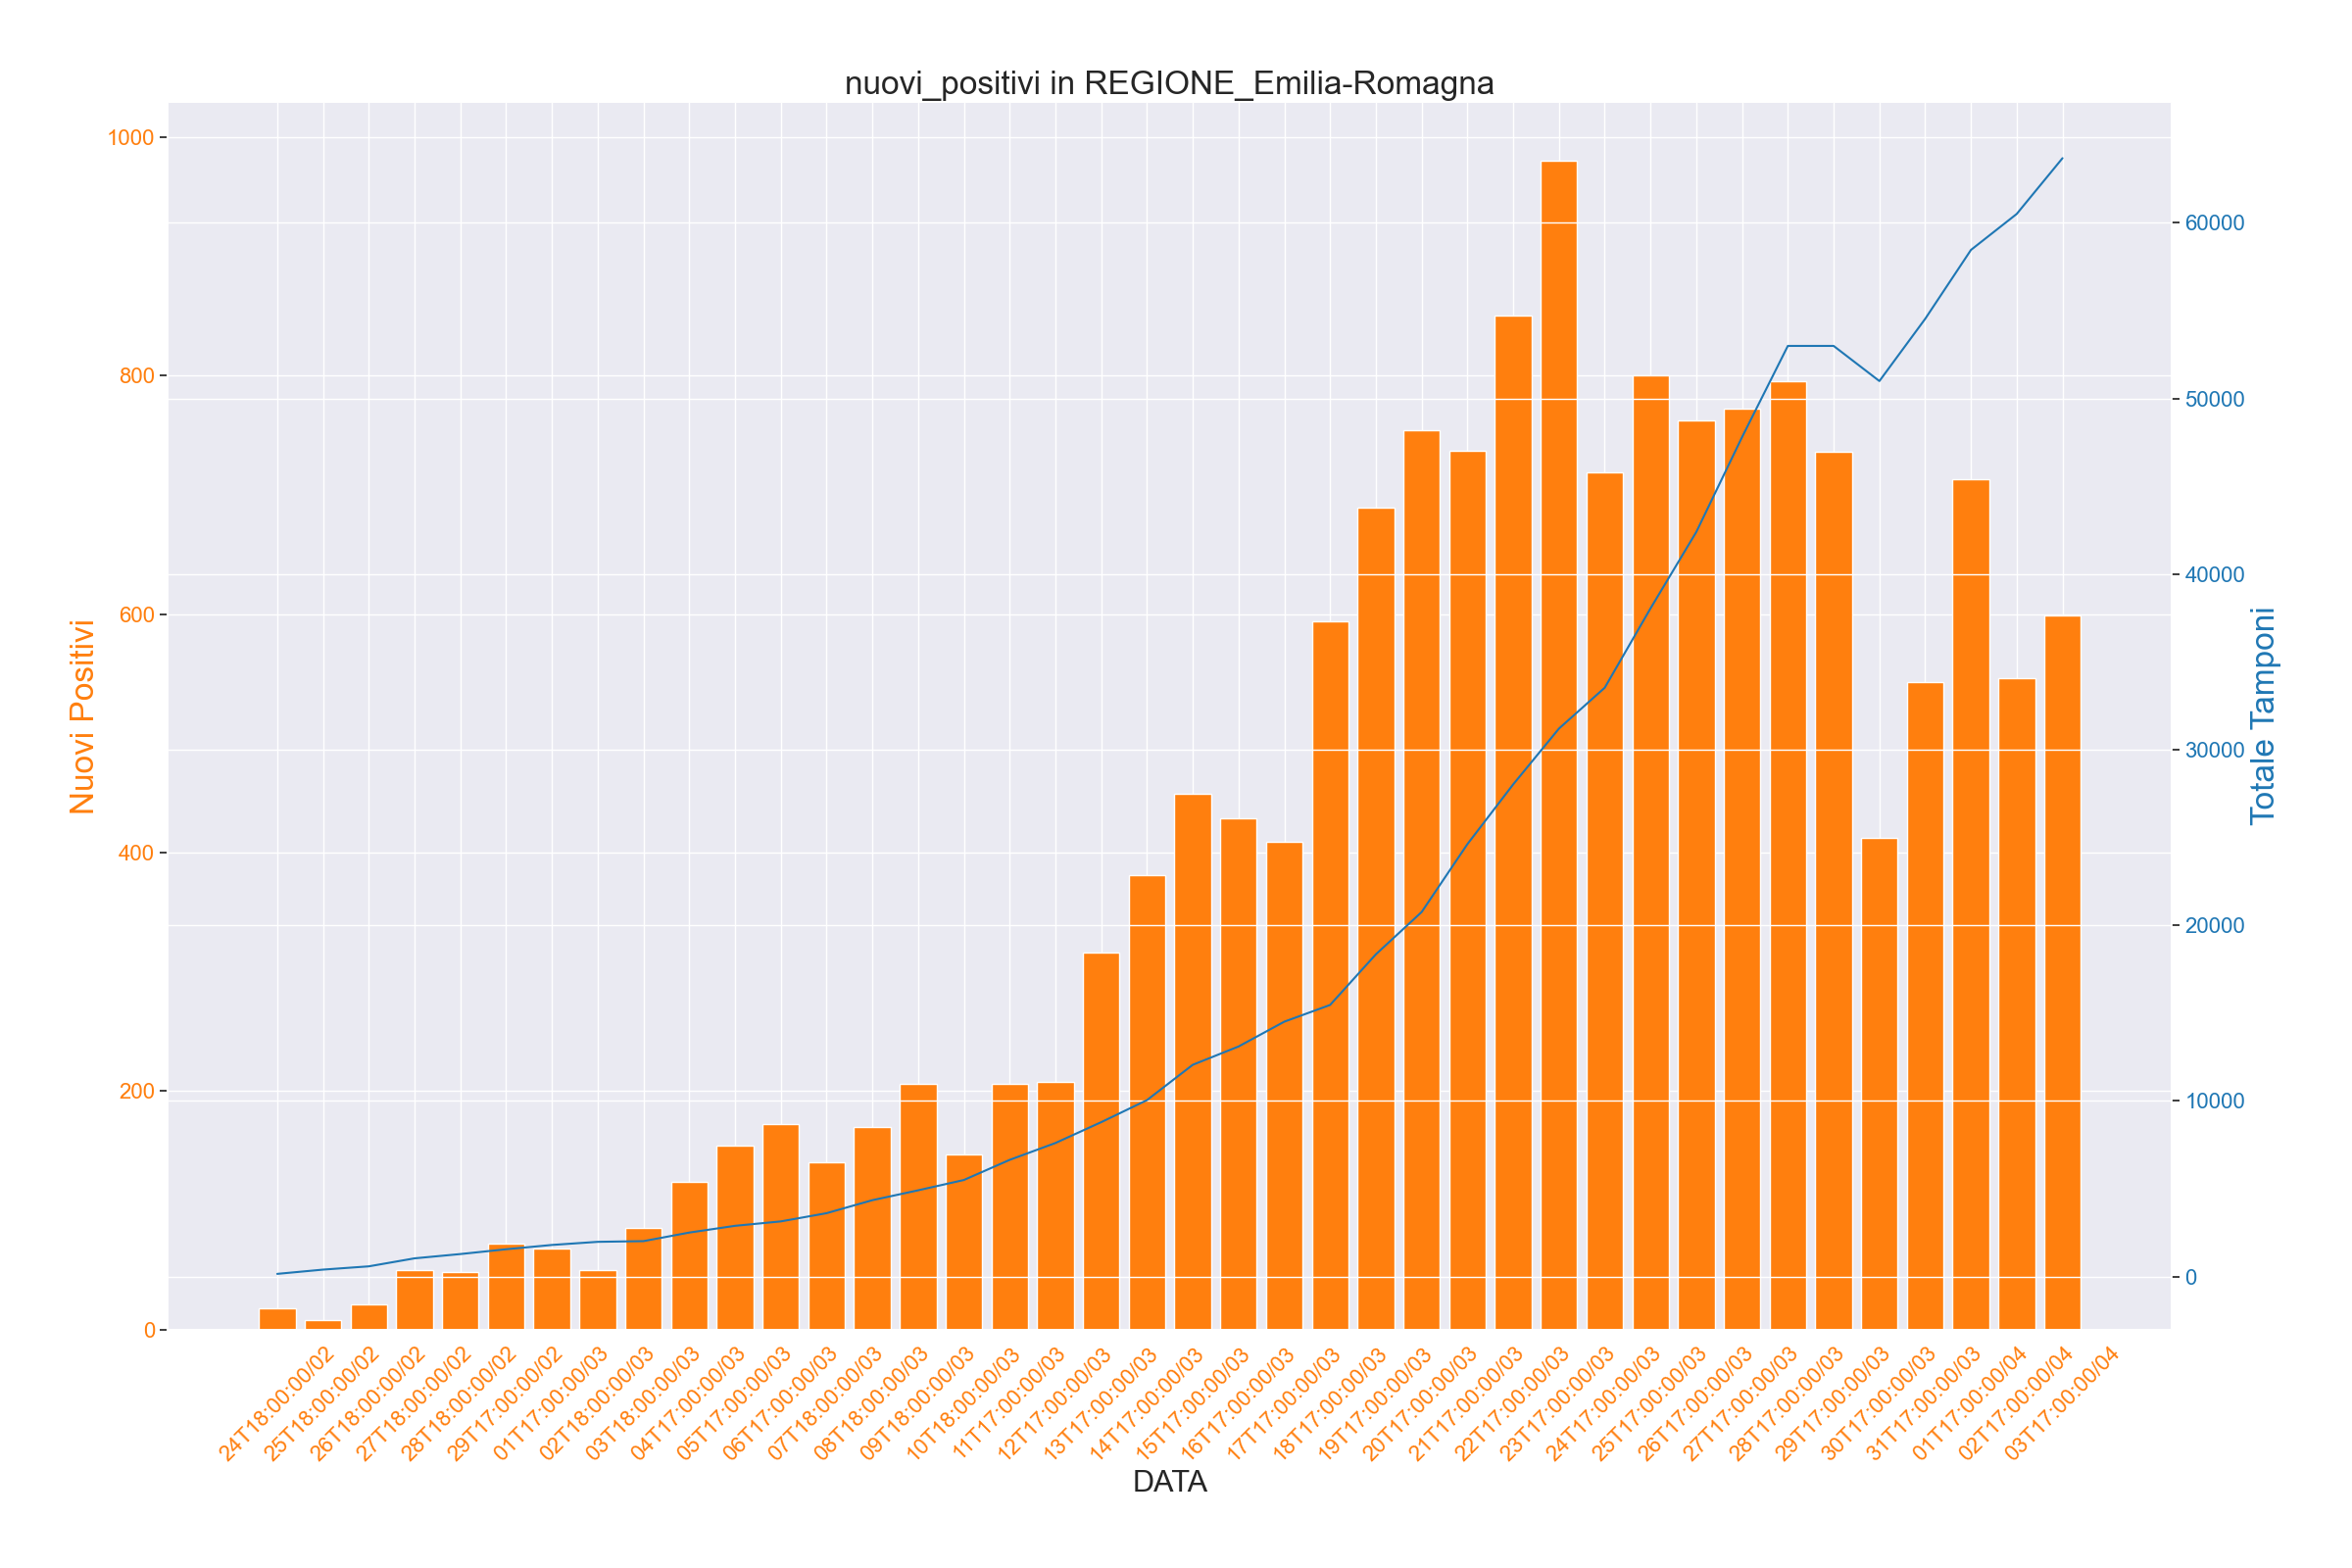 nuovi_positivi in REGIONE_Emilia-Romagna
1000
800
600
400
200
0
Nuovi Positivi
60000
50000
40000
30000
20000
10000
0
Totale Tamponi
24T18:00:00/02
25T18:00:00/02
26T18:00:00/02
27T18:00:00/02
28T18:00:00/02
29T17:00:00/02
01T17:00:00/03
02T18:00:00/03
03T18:00:00/03
04T17:00:00/03
05T17:00:00/03
06T17:00:00/03
07T18:00:00/03
08T18:00:00/03
09T18:00:00/03
10T18:00:00/03
11T17:00:00/03
12T17:00:00/03
13T17:00:00/03
14T17:00:00/03
15T17:00:00/03
16T17:00:00/03
17T17:00:00/03
18T17:00:00/03
19T17:00:00/03
20T17:00:00/03
21T17:00:00/03
22T17:00:00/03
23T17:00:00/03
24T17:00:00/03
25T17:00:00/03
26T17:00:00/03
27T17:00:00/03
28T17:00:00/03
29T17:00:00/03
30T17:00:00/03
31T17:00:00/03
01T17:00:00/04
02T17:00:00/04
03T17:00:00/04
DATA